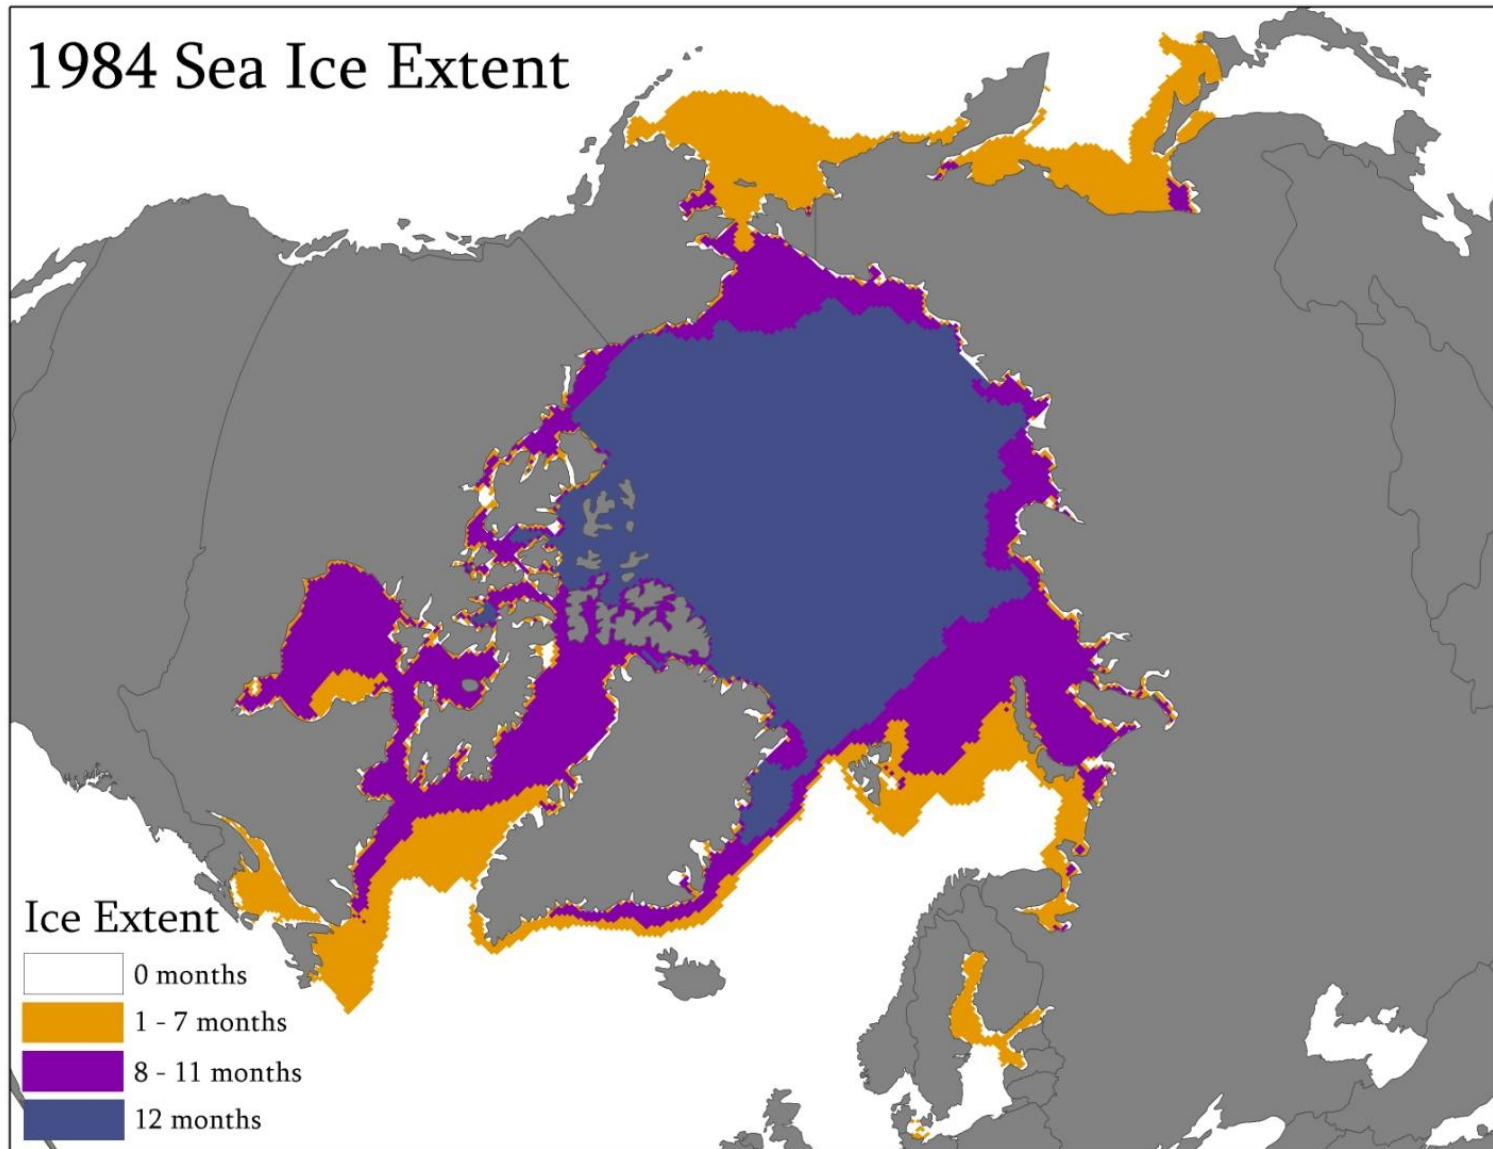 1984 Sea Ice Extent
Ice Extent
0 months
1 - 7 months
8 - 11 months
12 months